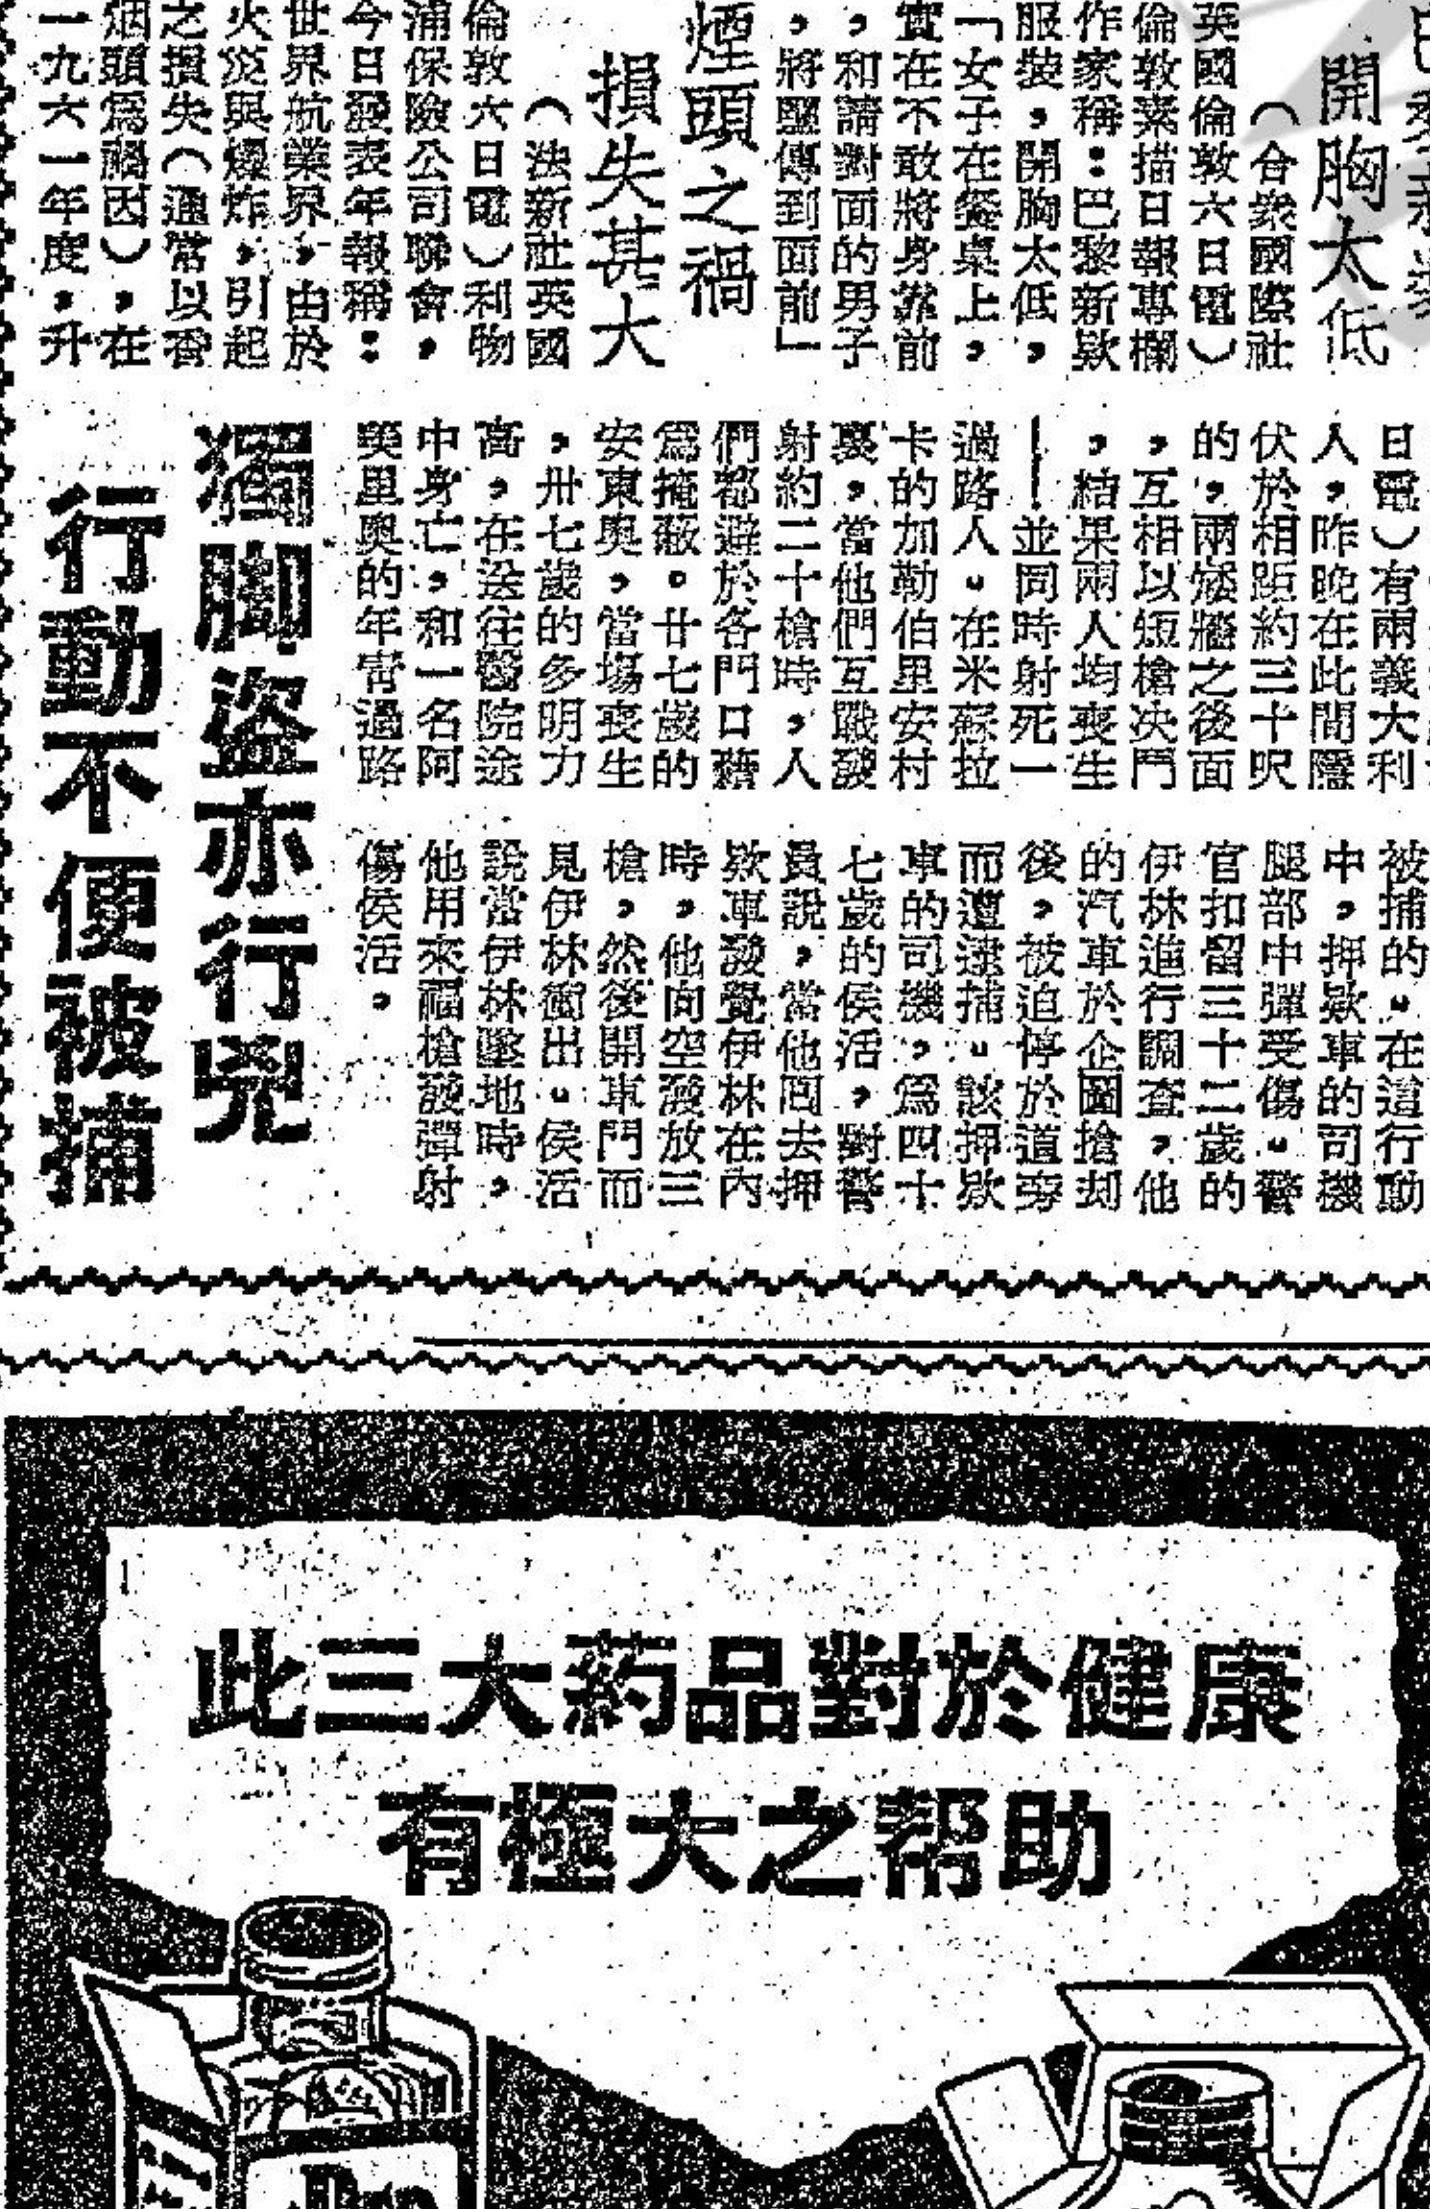 開胸太低
（合衆國際社
英國倫敦六日電）
倫敦素描日報專欄
作家稱：巴黎新欵
服裝，開胸太低，
「女子在餐桌上，
實在不敢將身靠前
，和請對面的男子
，將鹽傳到面前」
煙頭之禍
損失甚大
（法新社英國
倫敦六日電）利物
浦保險公司聯會，
今日發表年報稱：
世界航業界，由於
火災與爆炸，引起
之損失（通常以香
烟頭爲禍因），在
一九六一年度，升
日電）有兩義大利
人，昨晚在此間隱
伏於相距約三十呎
的，兩矮牆之後面
，互相以短槍决鬥
，結果兩人均喪生
——並同時射死一
過路人。在米蘇拉
卡的加勒伯里安村
裏，當他們互戰發
射約二十槍時，人
們都避於各門口藉
爲掩蔽。廿七歲的
安東奥，當場喪生
，卅七歲的多明力
高，在送往醫院途
中身亡，和一名阿
美里奥的年靑過路
被捕的。在這行動
中，押欵車的司機
腿部中彈受傷。警
官扣留三十二歲的
伊林進行調查，他
的汽車於企圖搶刦
後，被迫停於道旁
而遭逮捕。該押欵
車的司機，爲四十
七歲的侯活，對警
員說，當他囘去押
欵車發覺伊林在內
時，他向空發放三
槍，然後開車門而
見伊林衝出。侯活
說當伊林墜地時，
他用來福槍發彈射
傷侯活。
獨脚盜亦行兇
行動不便被捕
此三大葯品對於健康
有極大之幇助